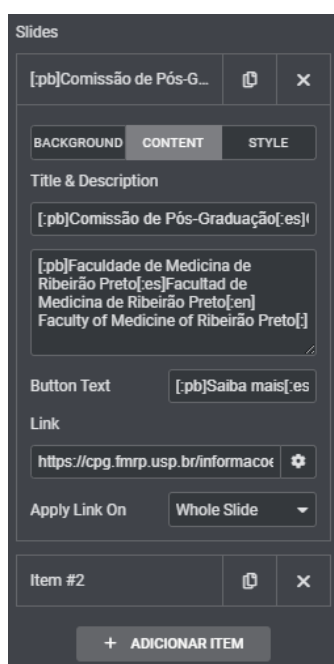 Slides
[:pb]Comissão de Pós-G...
BACKGROUND CONTENT STYLE
Title & Description
[:pb]Comissão de Pós-Graduação[:es]
[:pb]Faculdade de Medicina de
Ribeirão Preto[:es]Facultad de
Medicina de Ribeirão Preto[:en]
Faculty of Medicine of Ribeirão Preto[:]
Button Text [:pb]Saiba mais[:es
Link
https://cpg.fmrp.usp.br/informacoe
Apply Link On Whole Slide
Item #2
+ ADICIONAR ITEM